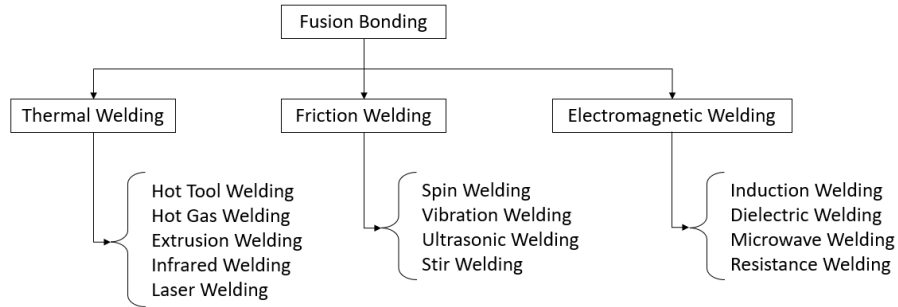 Fusion Bonding
Thermal Welding
Friction Welding
Electromagnetic Welding
Hot Tool Welding
Hot Gas Welding
Extrusion Welding
Infrared Welding
Laser Welding
Spin Welding
Vibration Welding
Ultrasonic Welding
Stir Welding
Induction Welding
Dielectric Welding
Microwave Welding
Resistance Welding